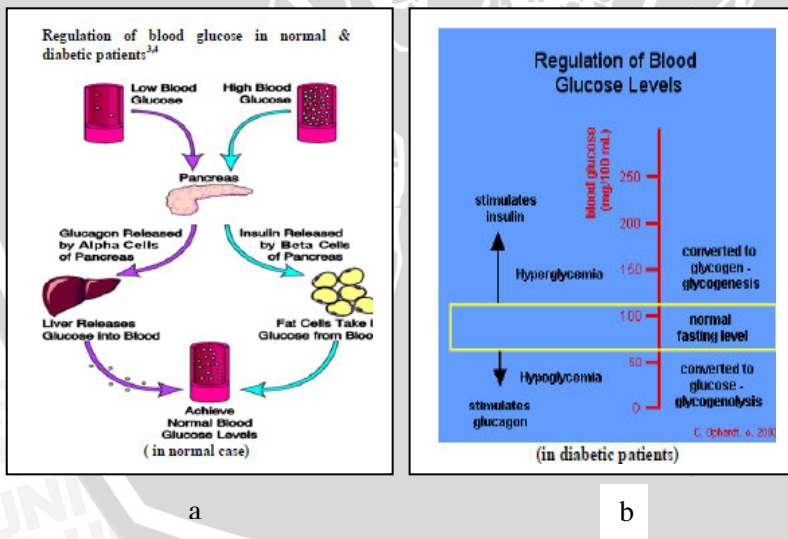 Regulation of blood glucose in normal &
diabetic patients3,4
Low Blood
Glucose
High Blood
Glucose
Pancreas
Glucagon Released
by Alpha Cells
of Pancreas
Insulin Released
by Beta Cells
of Pancreas
Liver Releases
Glucose into Blood
Fat Cells Take
Glucose from
Achieve
Normal Blood
Glucose Levels
( in normal case)
a
Regulation of Blood
Glucose Levels
blood glucose
(mg/100 mL)
250
200
150
100
50
0
stimulates
insulin
Hyperglycemia
converted to
glycogen -
glycogenesis
normal
fasting level
Hypoglycemia
converted to
glucose -
glycogenolysis
stimulates
glucagon
C. Ophardt, c.
(in diabetic patients)
b